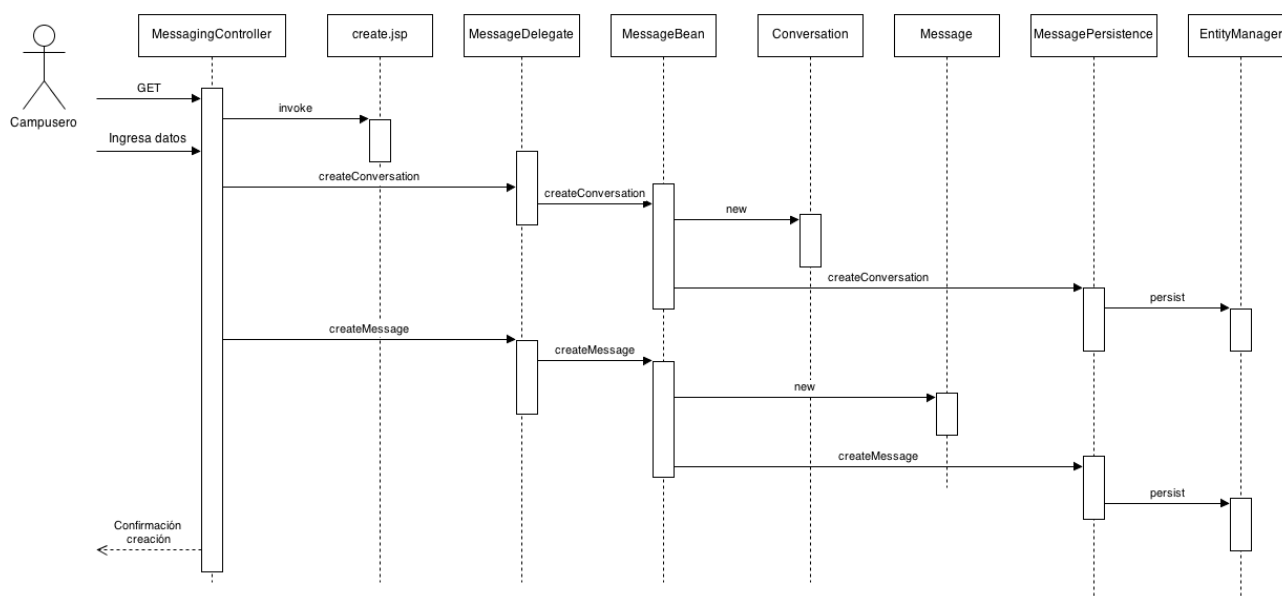 MessagingController
create.jsp
MessageDelegate
MessageBean
Conversation
Message
MessagePersistence
EntityManager
Campusero
GET
invoke
Ingresa datos
createConversation
createConversation
new
createConversation
persist
createMessage
createMessage
new
createMessage
persist
Confirmación
creación